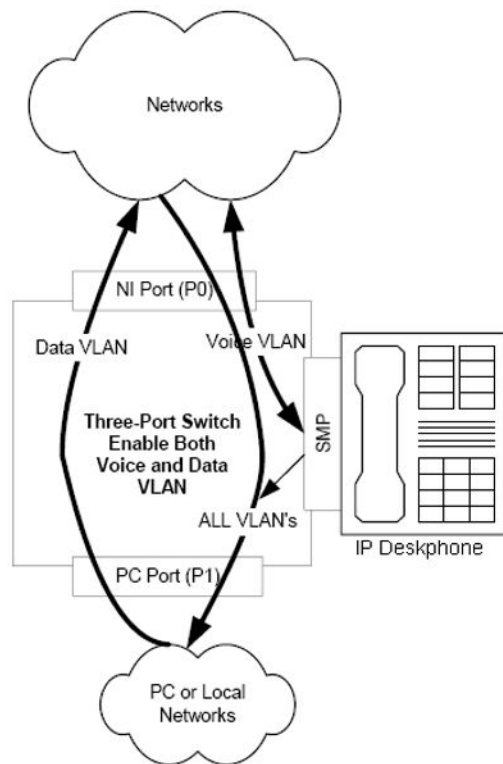 Networks
NI Port (P0)
Data VLAN
Voice VLAN
Three-Port Switch
Enable Both
Voice and Data
VLAN
SMP
ALL VLAN's
IP Deskphone
PC Port (P1)
PC or Local
Networks